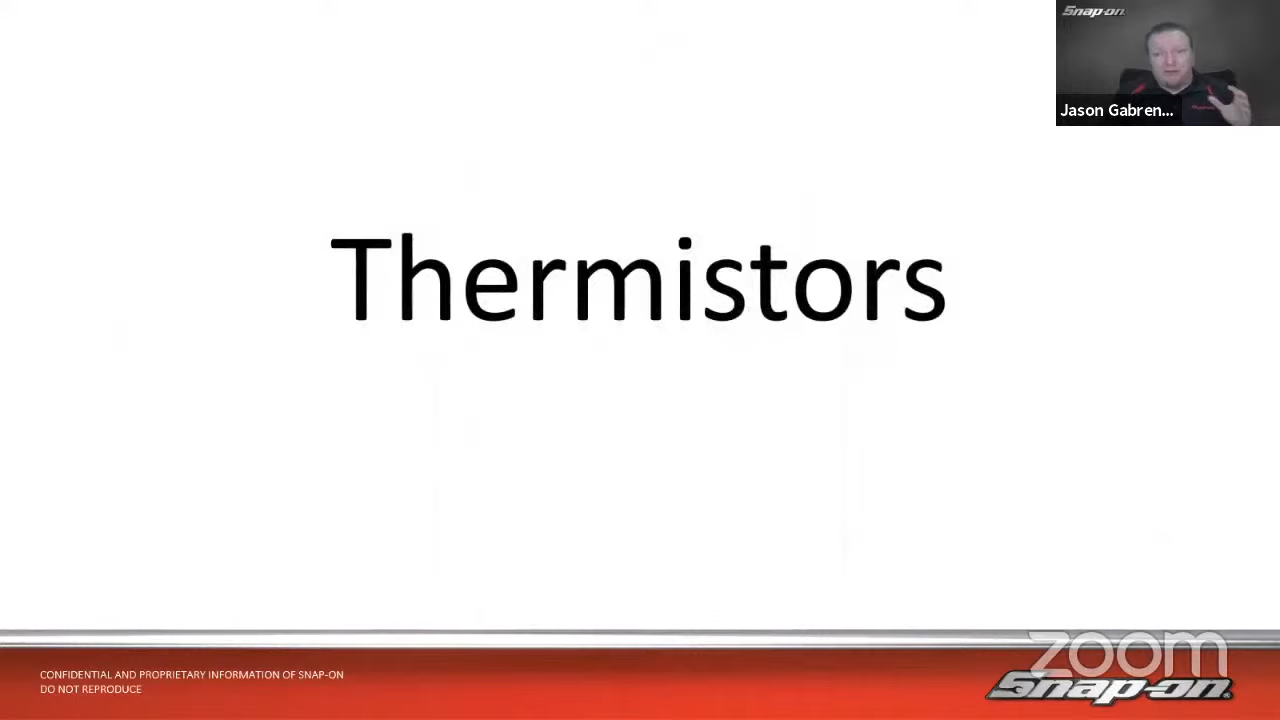 Snap-on
Jason Gabren...
Thermistors
CONFIDENTIAL AND PROPRIETARY INFORMATION OF SNAP-ON
DO NOT REPRODUCE
zoom
Snap-on